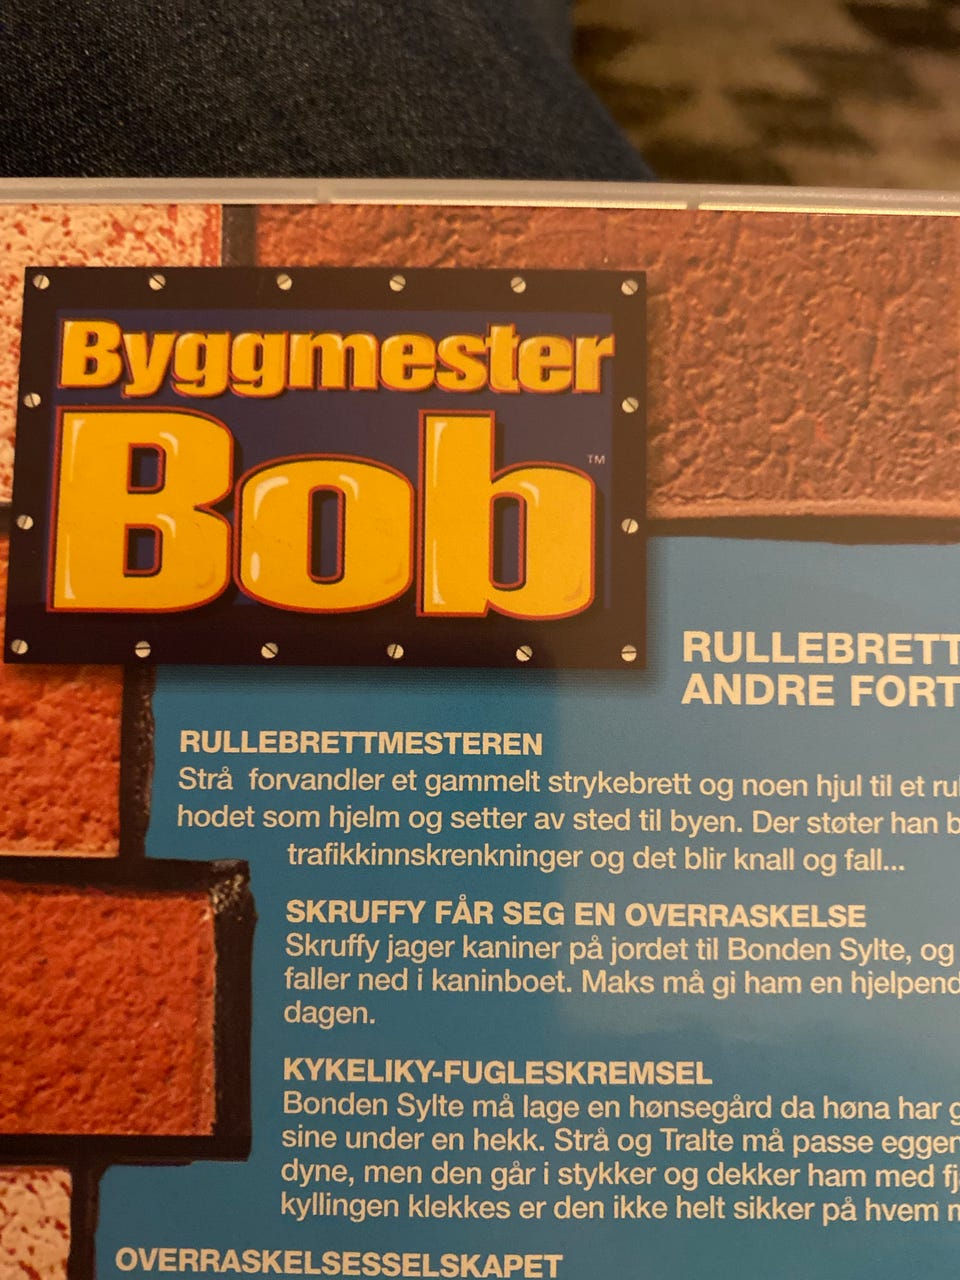 Byggmester
Bob
™
RULLEBRETT
ANDRE FORT
RULLEBRETTMESTEREN
Strå forvandler et gammelt strykebrett og noen hjul til et
hodet som hjelm og setter av sted til byen. Der støter han
trafikkinnskrenkninger og det blir knall og fall...
SKRUFFY FÅR SEG EN OVERRASKELSE
Skruffy jager kaniner på jordet til Bonden Sylte, og
faller ned i kaninboet. Maks må gi ham en hjelpend
dagen.
KYKELIKY-FUGLESKREMSEL
Bonden Sylte må lage en hønsegård da høna har
sine under en hekk. Strå og Tralte må passe egger
dyne, men den går i stykker og dekker ham med
kyllingen klekkes er den ikke helt sikker på hvem
OVERRASKELSESSELSKAPET